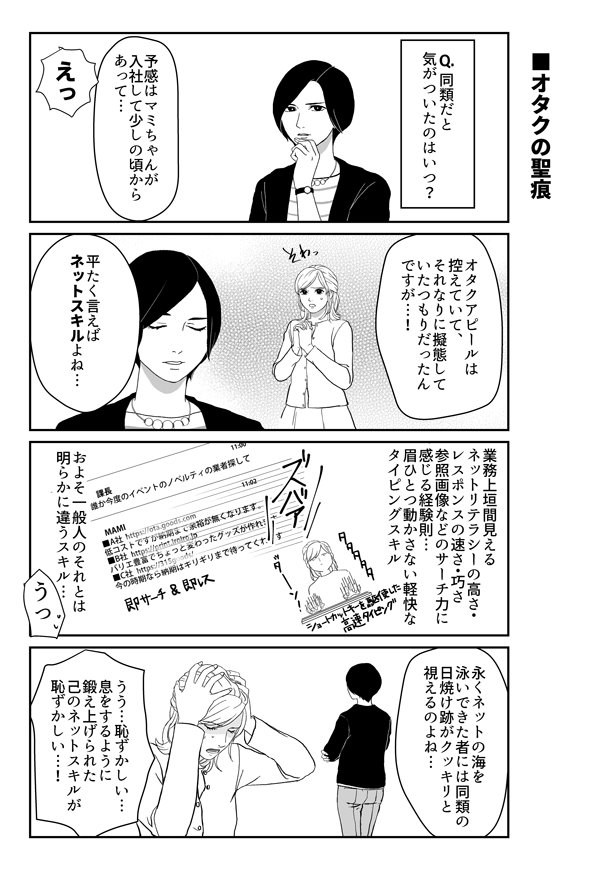 ■オタクの聖痕
Q. 同類だと
気がついたのはいつ?
予感はマミちゃんが
入社して少しの頃から
あって…
えっ
オタクアピールは
控えていて、
それなりに擬態して
いたつもりだったん
ですが…!
そわっ
平たく言えば
ネットスキルよね…
業務上垣間見える
ネットリテラシーの高さ・
レスポンスの速さ・巧さ
参照画像などのサーチ力に
感じる経験則…
眉ひとつ動かさない軽快な
タイピングスキル
ズバァ
11:00
課長
誰か今度のイベントのノベルティの業者探して
11:02
MAMI
■A社 https://ota.goods.com
低コストですが納期まで余裕が無くなります。
■B社 https://print.
バリエ豊富でちょっと変わったグッズが作れ
■C社 https://315
今の時期なら納期はギリギリまで待ってくれ
即サーチ & 即レス
タタタタ
ショートカットキーを駆使した
高速タイピング
およそ一般人のそれとは
明らかに違うスキル…
うっ
永くネットの海を
泳いできた者には同類の
日焼け跡がクッキリと
視えるのよね…
うう…恥ずかしい…
息をするように
鍛え上げられた
己のネットスキルが
恥ずかしい…!